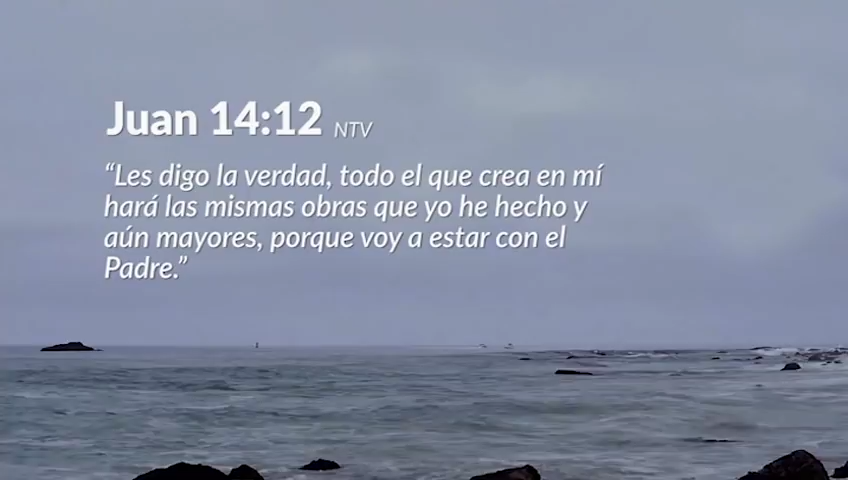 Juan 14:12 NTV
“Les digo la verdad, todo el que crea en mí
hará las mismas obras que yo he hecho y
aún mayores, porque voy a estar con el
Padre.”